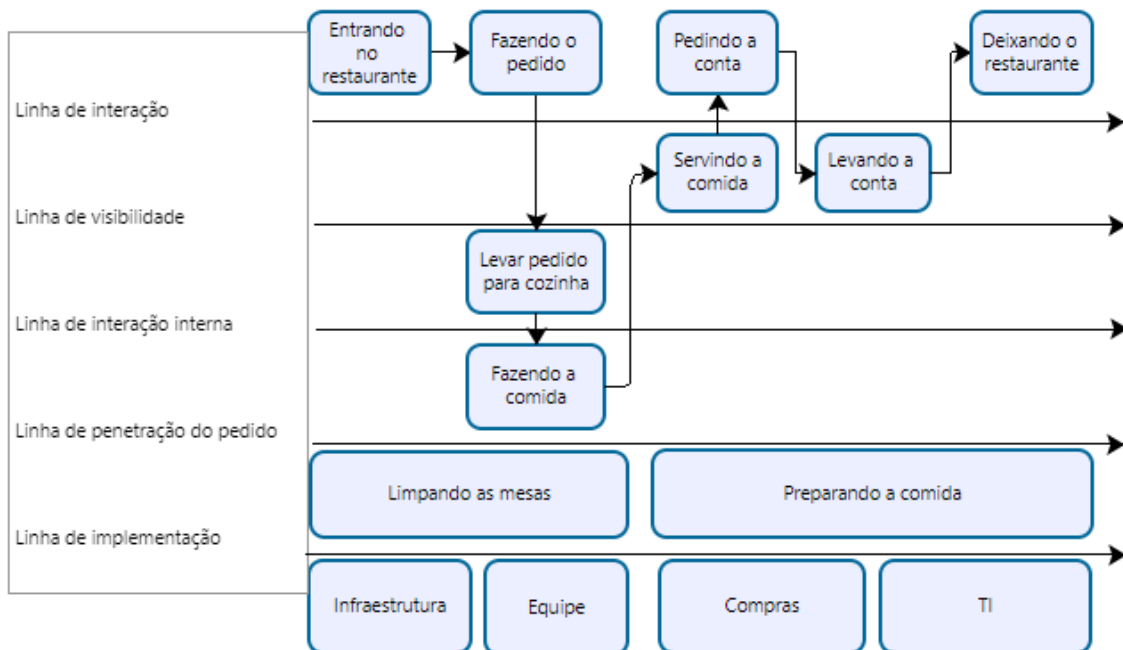 Entrando
no
restaurante
Fazendo o
pedido
Pedindo a
conta
Deixando o
restaurante
Linha de interação
Servindo a
comida
Levando a
conta
Linha de visibilidade
Levar pedido
para cozinha
Linha de interação interna
Fazendo a
comida
Linha de penetração do pedido
Limpando as mesas
Preparando a comida
Linha de implementação
Infraestrutura
Equipe
Compras
TI